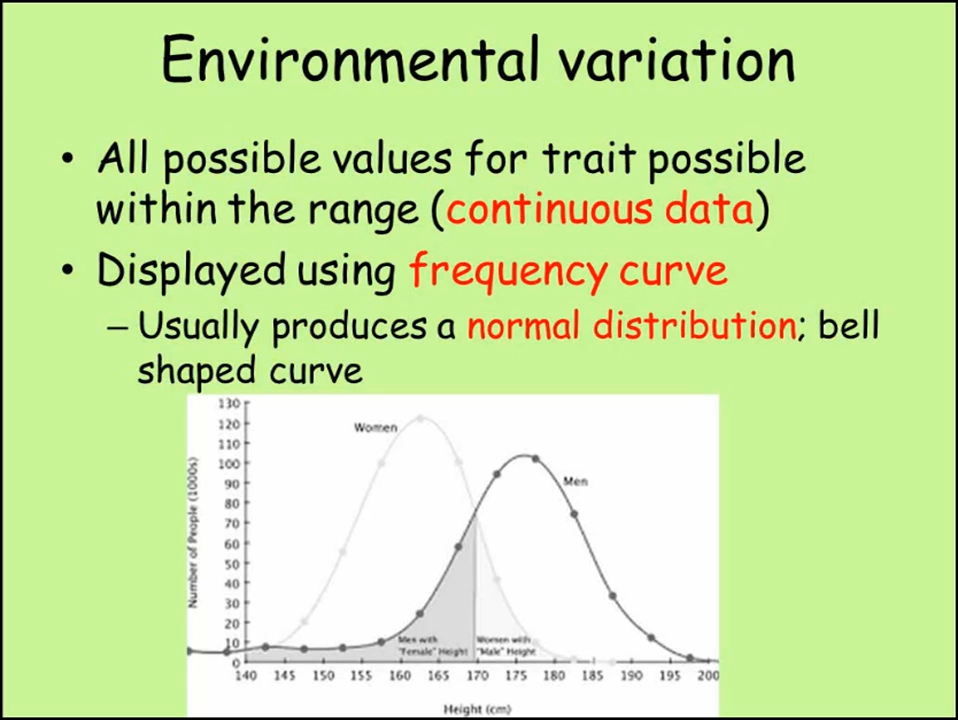 Environmental variation
• All possible values for trait possible
within the range (continuous data)
• Displayed using frequency curve
– Usually produces a normal distribution; bell
shaped curve
130
120
110
100
90
80
70
60
50
40
30
20
10
0
Number of People (1000s)
Women
Men
Men with
"Female" Height
Women with
"Male" Height
140 145 150 155 160 165 170 175 180 185 190 195 200
Height (cm)